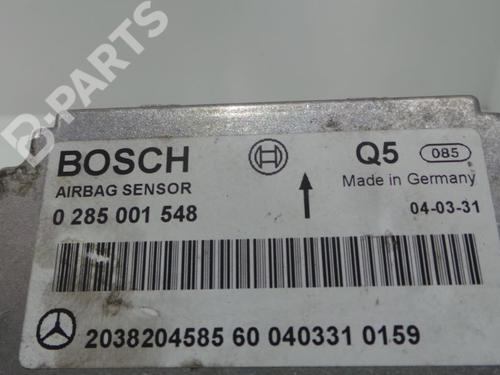 B-PARTS
BOSCH Q5 085
AIRBAG SENSOR Made in Germany
0 285 001 548 04-03-31
2038204585 60 040331 0159